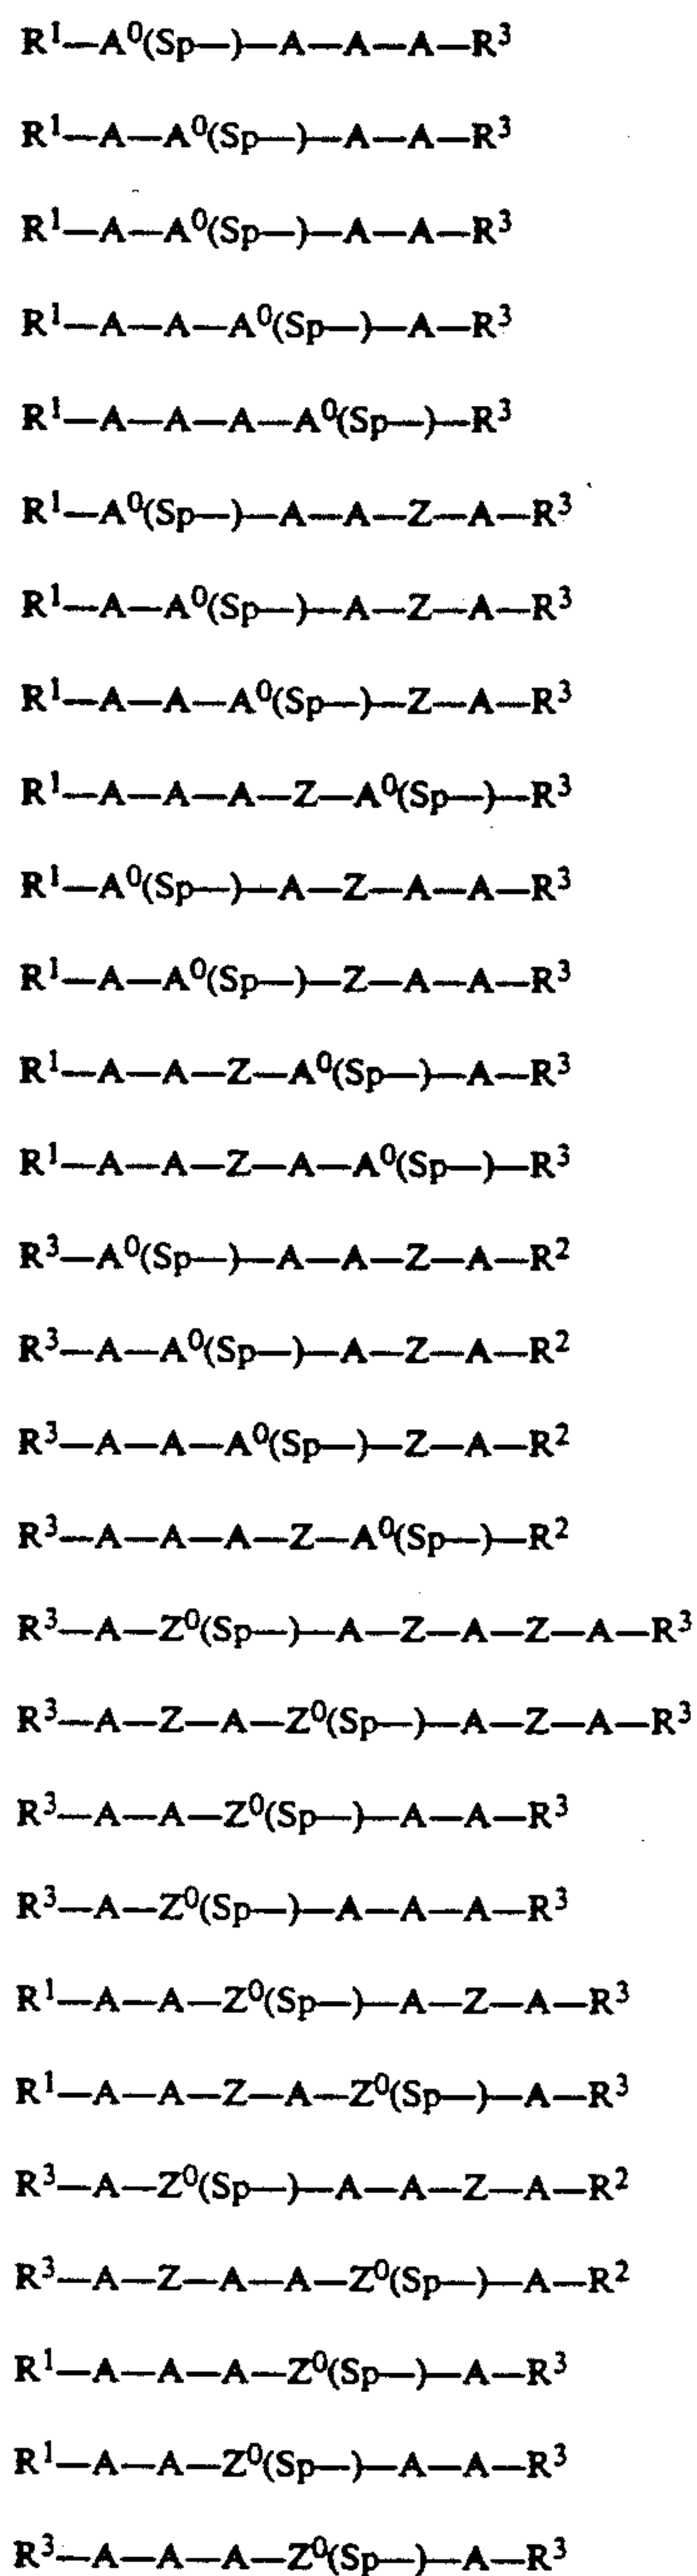 R¹—A⁰(Sp—)—A—A—A—R³
R¹—A—A⁰(Sp—)—A—A—R³
R¹—A—A⁰(Sp—)—A—A—R³
R¹—A—A—A⁰(Sp—)—A—R³
R¹—A—A—A—A⁰(Sp—)—R³
R¹—A⁰(Sp—)—A—A—Z—A—R³
R¹—A—A⁰(Sp—)—A—Z—A—R³
R¹—A—A—A⁰(Sp—)—Z—A—R³
R¹—A—A—A—Z—A⁰(Sp—)—R³
R¹—A⁰(Sp—)—A—Z—A—A—R³
R¹—A—A⁰(Sp—)—Z—A—A—R³
R¹—A—A—Z—A⁰(Sp—)—A—R³
R¹—A—A—Z—A—A⁰(Sp—)—R³
R³—A⁰(Sp—)—A—A—Z—A—R²
R³—A—A⁰(Sp—)—A—Z—A—R²
R³—A—A—A⁰(Sp—)—Z—A—R²
R³—A—A—A—Z—A⁰(Sp—)—R²
R³—A—Z⁰(Sp—)—A—Z—A—Z—A—R³
R³—A—Z—A—Z⁰(Sp—)—A—Z—A—R³
R³—A—A—Z⁰(Sp—)—A—A—R³
R³—A—Z⁰(Sp—)—A—A—A—R³
R¹—A—A—Z⁰(Sp—)—A—Z—A—R³
R¹—A—A—Z—A—Z⁰(Sp—)—A—R³
R³—A—Z⁰(Sp—)—A—A—Z—A—R²
R³—A—Z—A—A—Z⁰(Sp—)—A—R²
R¹—A—A—A—Z⁰(Sp—)—A—R³
R¹—A—A—Z⁰(Sp—)—A—A—R³
R³—A—A—A—Z⁰(Sp—)—A—R³